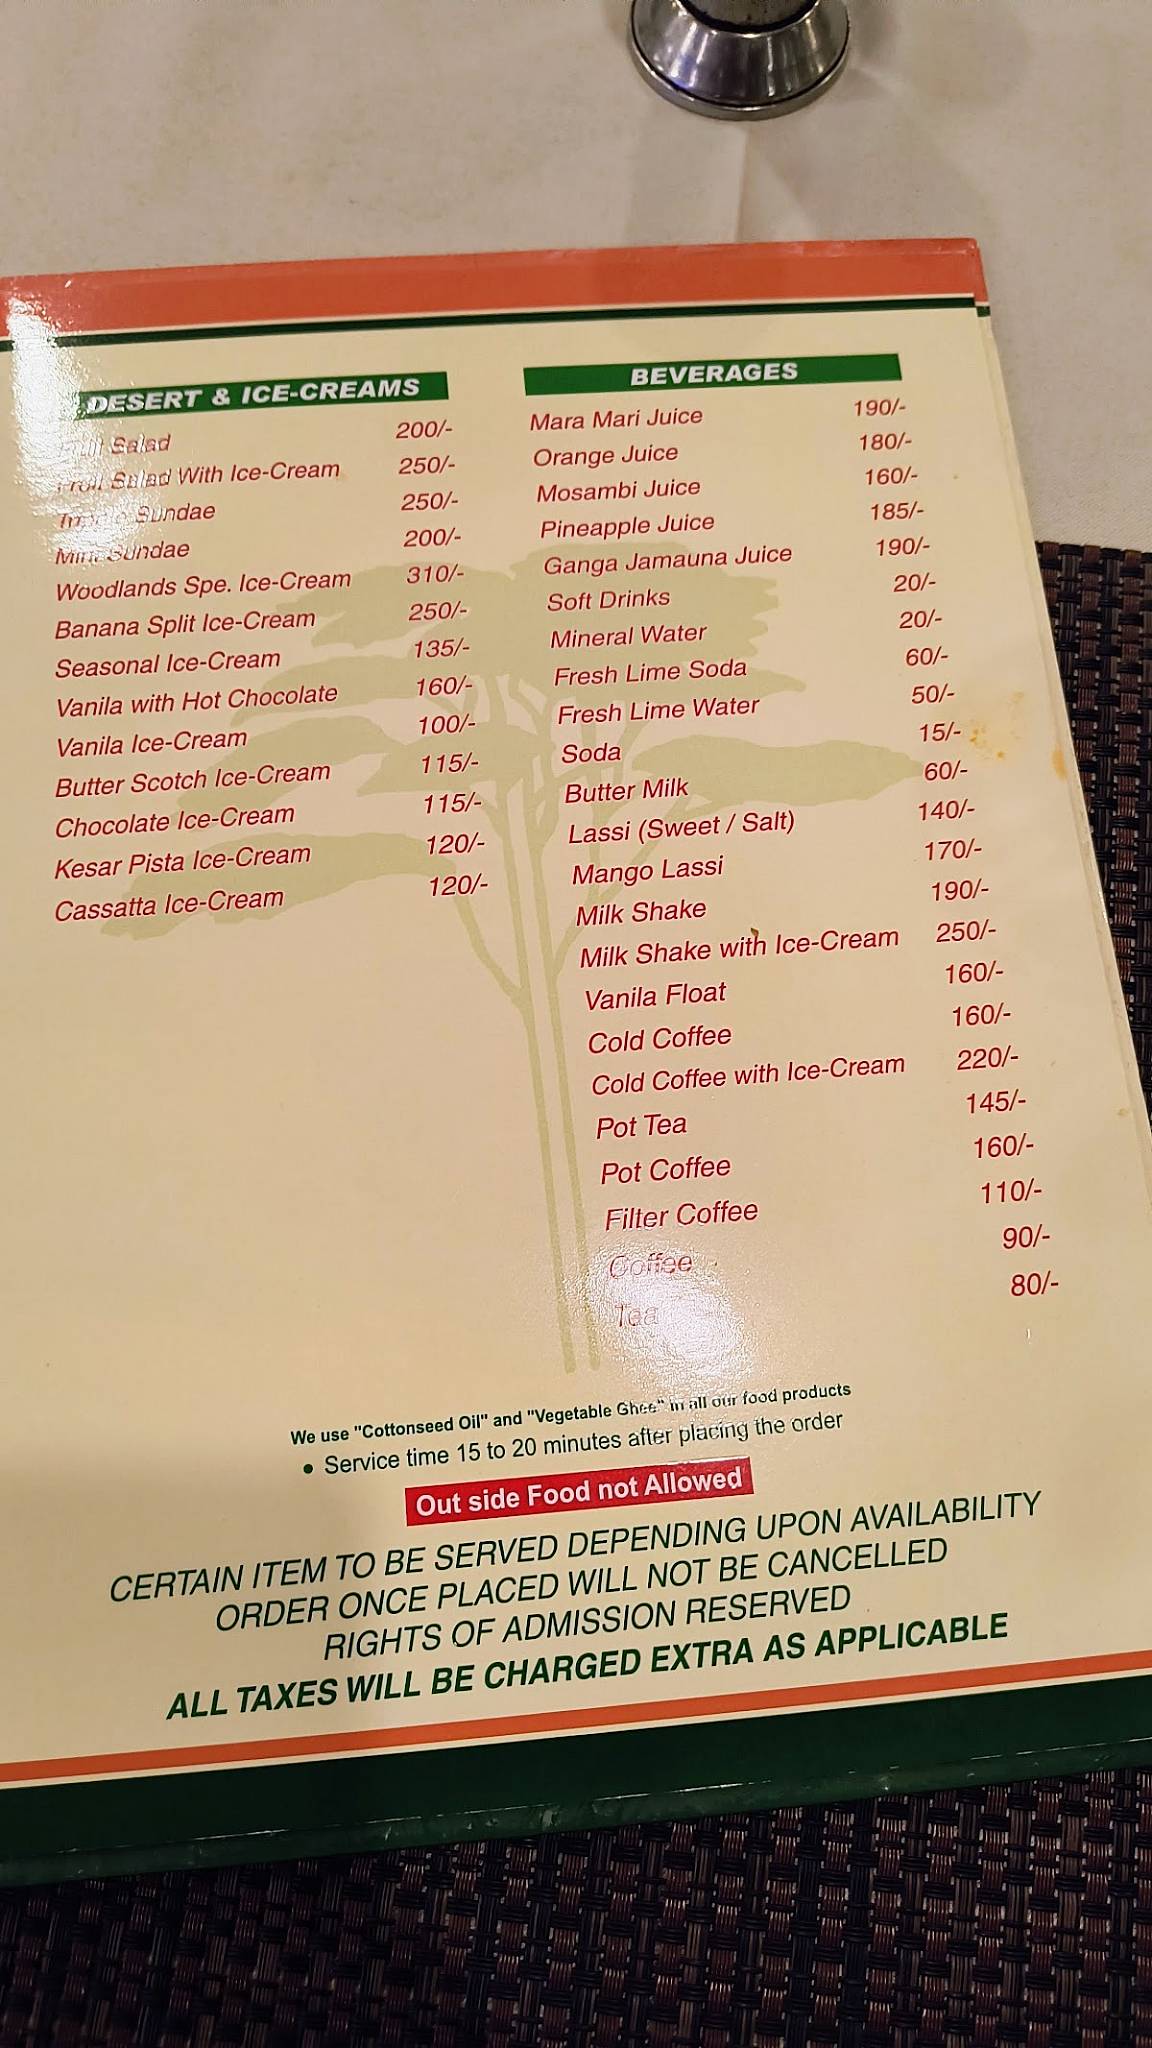 DESERT & ICE-CREAMS
Fruit Salad 200/-
Fruit Salad With Ice-Cream 250/-
Sundae 250/-
Mini Sundae 200/-
Woodlands Spe. Ice-Cream 310/-
Banana Split Ice-Cream 250/-
Seasonal Ice-Cream 135/-
Vanila with Hot Chocolate 160/-
Vanila Ice-Cream 100/-
Butter Scotch Ice-Cream 115/-
Chocolate Ice-Cream 115/-
Kesar Pista Ice-Cream 120/-
Cassatta Ice-Cream 120/-
BEVERAGES
Mara Mari Juice 190/-
Orange Juice 180/-
Mosambi Juice 160/-
Pineapple Juice 185/-
Ganga Jamauna Juice 190/-
Soft Drinks 20/-
Mineral Water 20/-
Fresh Lime Soda 60/-
Fresh Lime Water 50/-
Soda 15/-
Butter Milk 60/-
Lassi (Sweet / Salt) 140/-
Mango Lassi 170/-
Milk Shake 190/-
Milk Shake with Ice-Cream 250/-
Vanila Float 160/-
Cold Coffee 160/-
Cold Coffee with Ice-Cream 220/-
Pot Tea 145/-
Pot Coffee 160/-
Filter Coffee 110/-
Coffee 90/-
Tea 80/-
We use "Cottonseed Oil" and "Vegetable Ghee" in all our food products
• Service time 15 to 20 minutes after placing the order
Out side Food not Allowed
CERTAIN ITEM TO BE SERVED DEPENDING UPON AVAILABILITY
ORDER ONCE PLACED WILL NOT BE CANCELLED
RIGHTS OF ADMISSION RESERVED
ALL TAXES WILL BE CHARGED EXTRA AS APPLICABLE